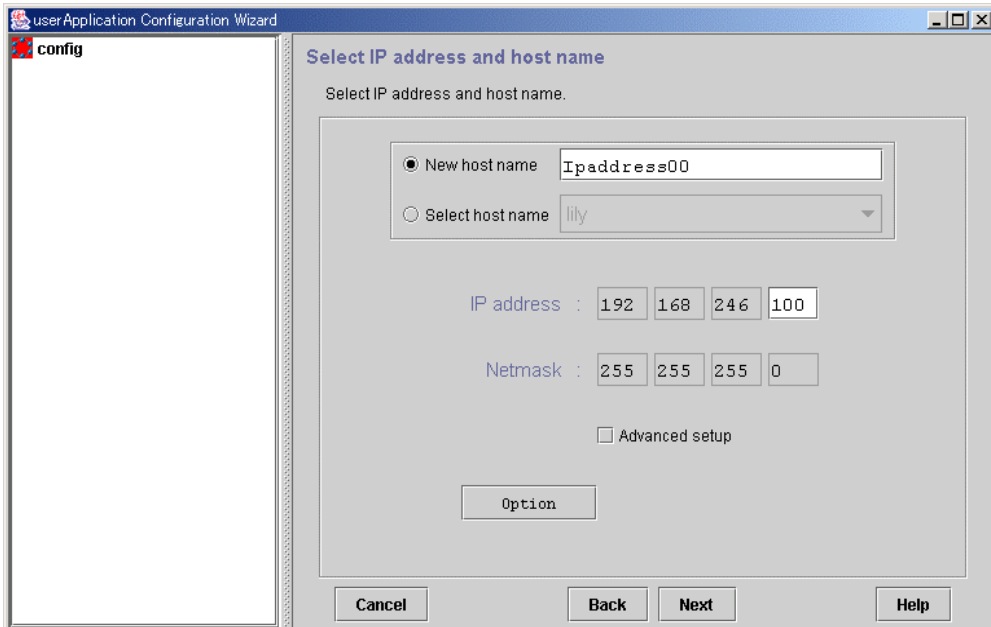 userApplication Configuration Wizard
config
Select IP address and host name
Select IP address and host name.
New host name Ipaddress00
Select host name lily
IP address : 192 168 246 100
Netmask : 255 255 255 0
Advanced setup
Option
Cancel Back Next Help